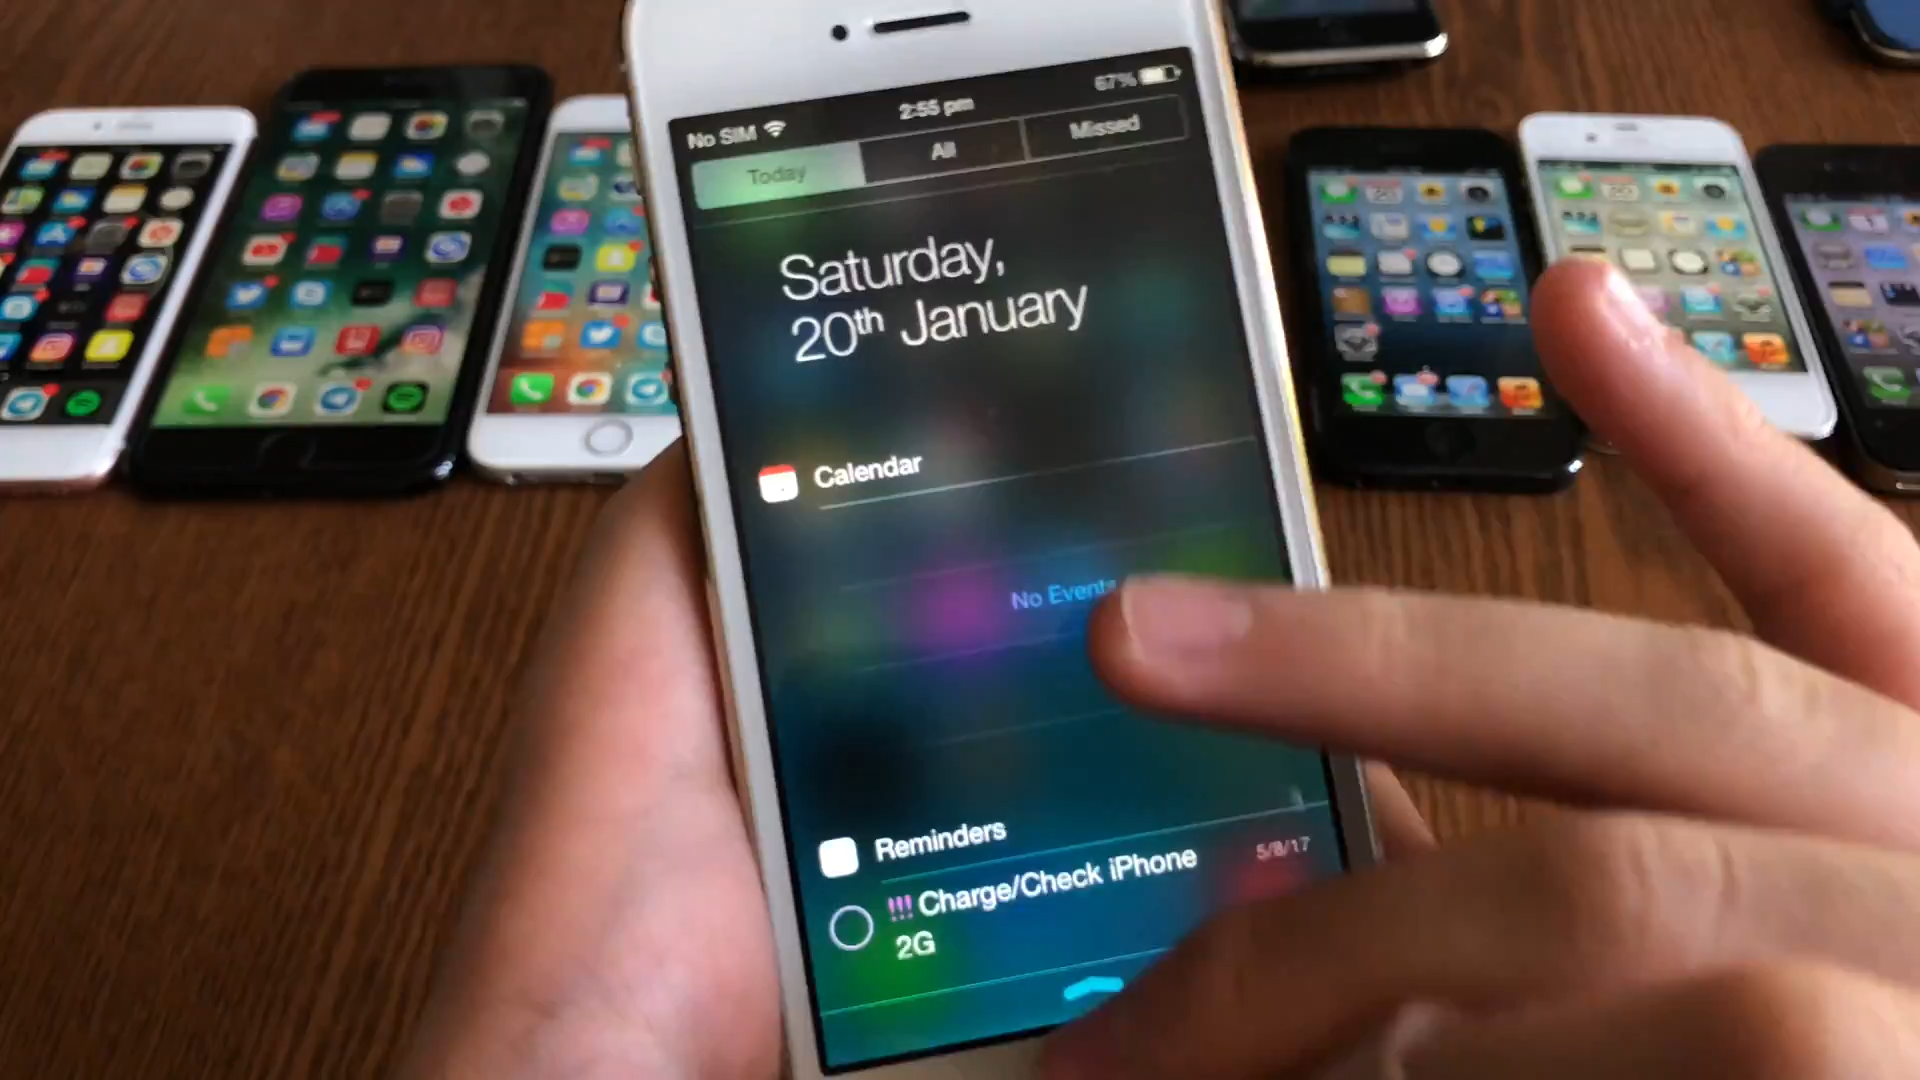 No SIM 2:55 pm 67%
Today All Missed
Saturday,
20th January
Calendar
No Events
Reminders
!!! Charge/Check iPhone 5/8/17
2G